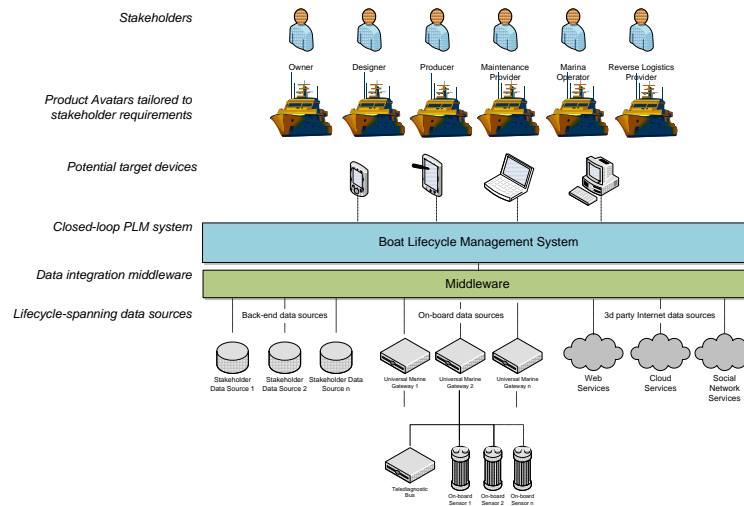 Stakeholders
Owner
Designer
Producer
Maintenance
Provider
Marina
Operator
Reverse Logistics
Provider
Product Avatars tailored to
stakeholder requirements
Potential target devices
Closed-loop PLM system
Boat Lifecycle Management System
Data integration middleware
Middleware
Lifecycle-spanning data sources
Back-end data sources
On-board data sources
3d party Internet data sources
Stakeholder
Data Source 1
Stakeholder
Data Source 2
Stakeholder Data
Source n
Universal Marine
Gateway 1
Universal Marine
Gateway 2
Universal Marine
Gateway n
Web
Services
Cloud
Services
Social
Network
Services
Telediagnostic
Bus
On-board
Sensor 1
On-board
Sensor 2
On-board
Sensor n